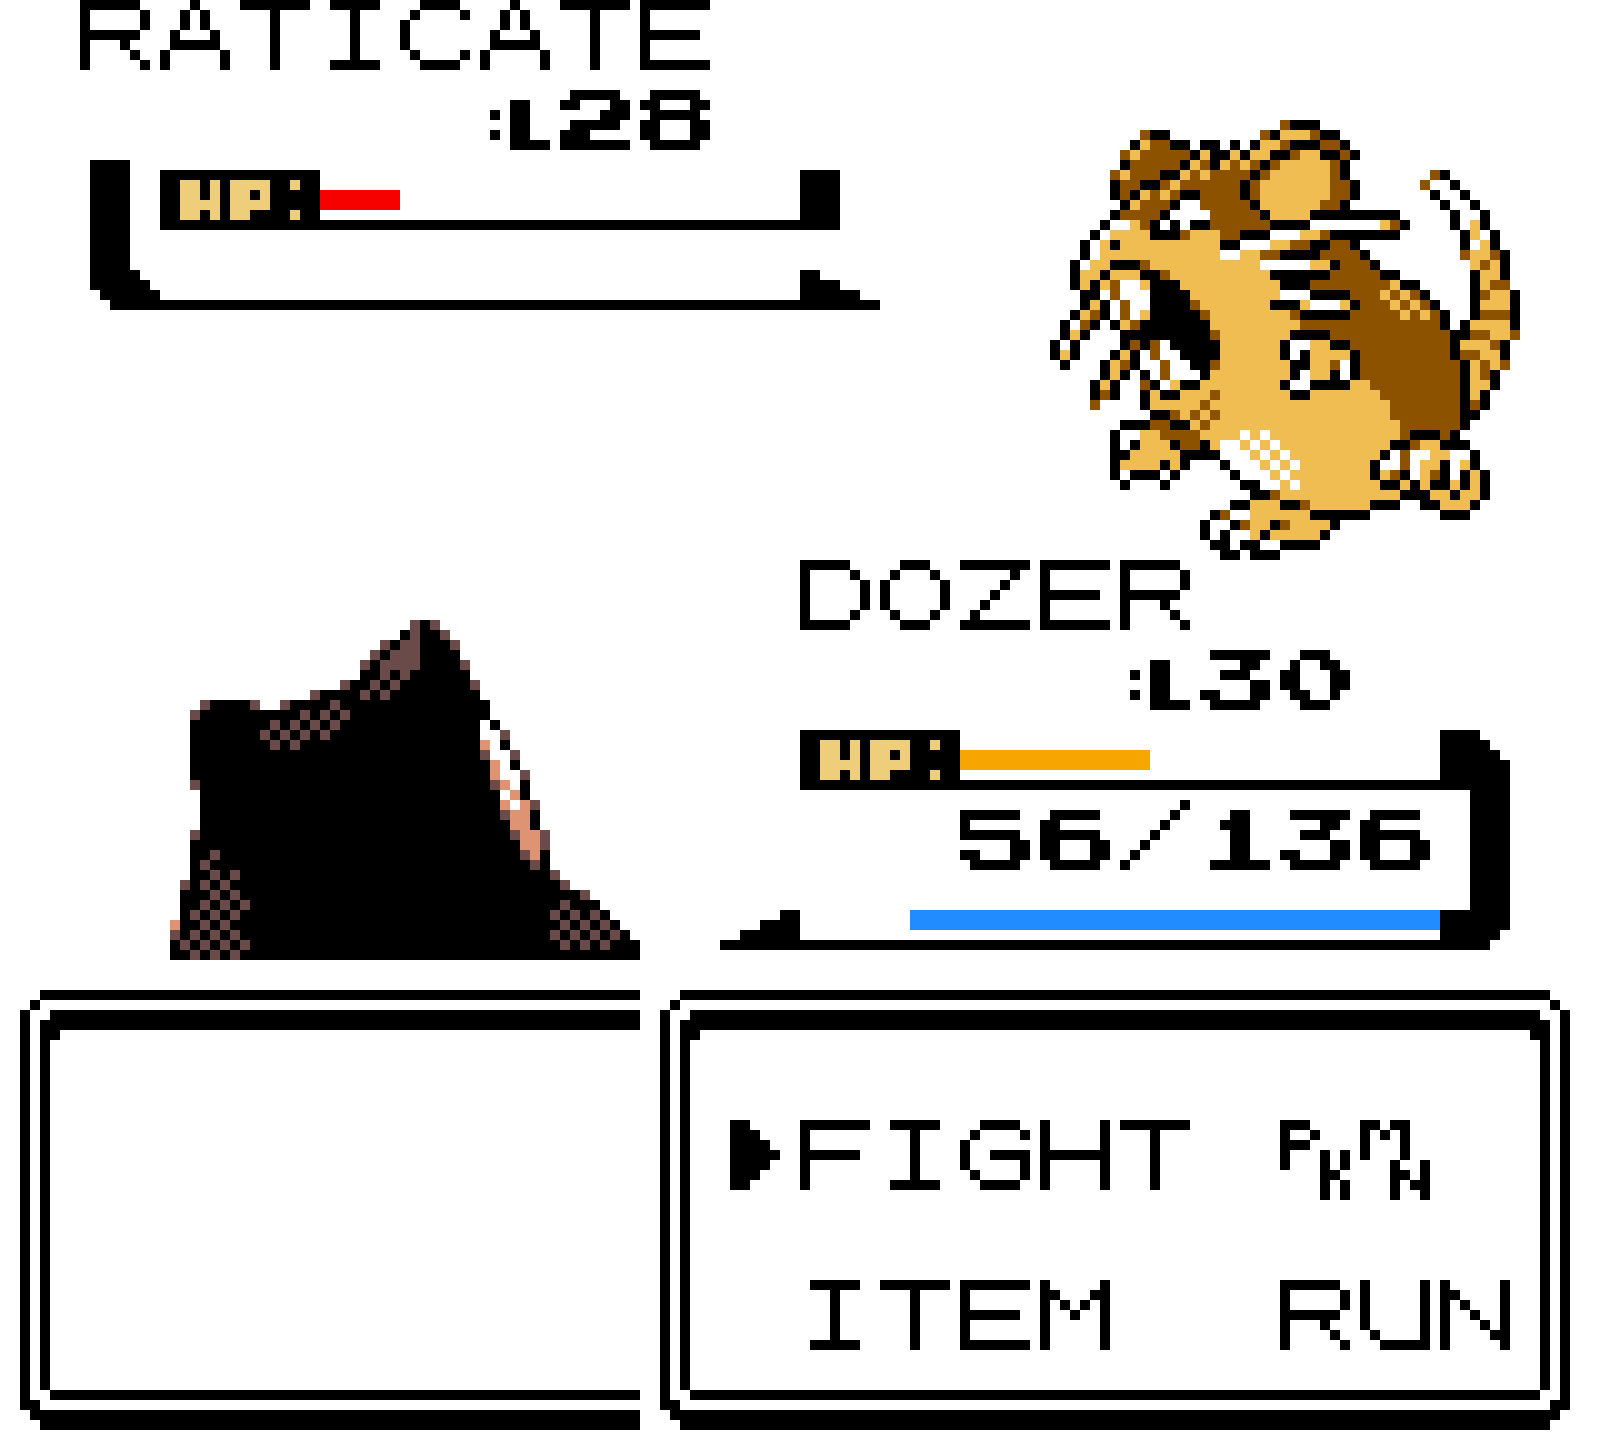 RATICATE
:L28
HP:
DOZER
:L30
HP:
56/136
▶FIGHT PKMN
ITEM RUN